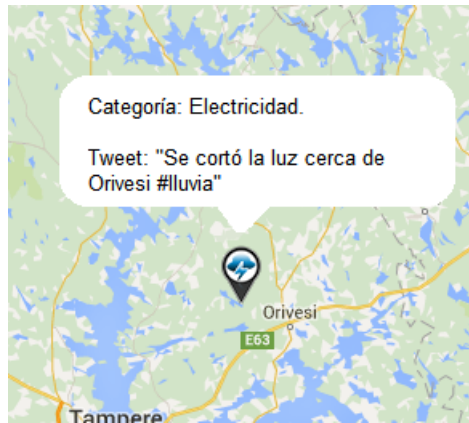 Categoría: Electricidad.
Tweet: "Se cortó la luz cerca de
Orivesi #lluvia"
Orivesi
E63
Tampere